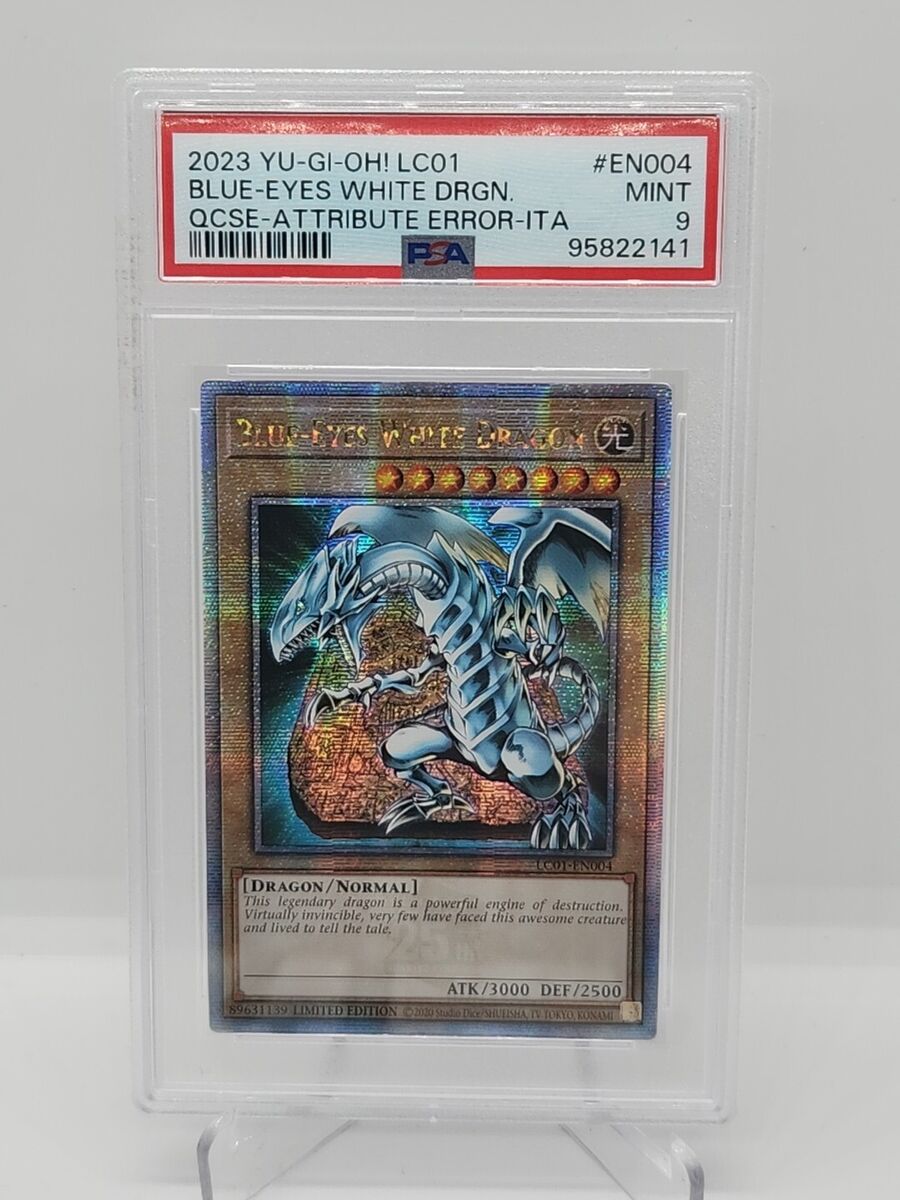 2023 YU-GI-OH! LC01 #EN004
BLUE-EYES WHITE DRGN. MINT
QCSE-ATTRIBUTE ERROR-ITA 9
PSA 95822141
BLUE-EYES WHITE DRAGON 光
LC01-EN004
[DRAGON/NORMAL]
This legendary dragon is a powerful engine of destruction.
Virtually invincible, very few have faced this awesome creature
and lived to tell the tale.
25th
ATK/3000 DEF/2500
89631139 LIMITED EDITION ©2020 Studio Dice/SHUEISHA, TV TOKYO, KONAMI